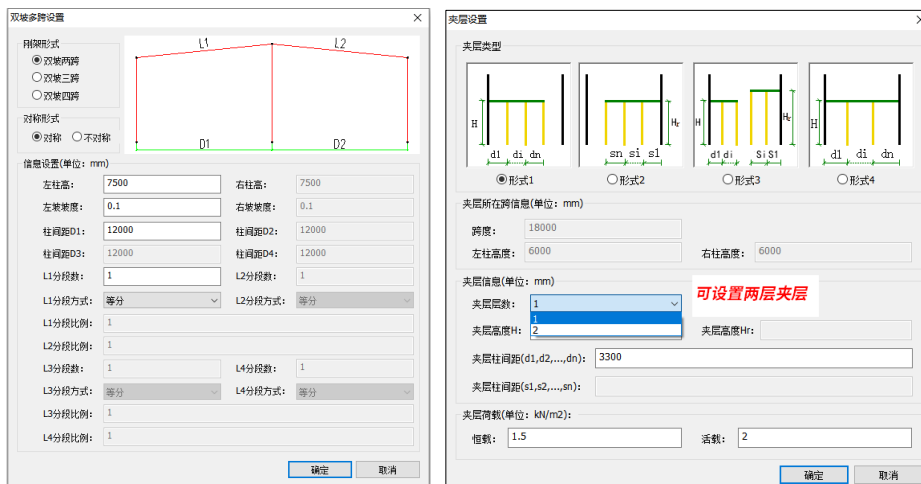 双坡多跨设置
刚架形式
双坡两跨
双坡三跨
双坡四跨
对称形式
对称 不对称
L1 L2
D1 D2
信息设置(单位: mm)
左柱高: 7500 右柱高: 7500
左坡坡度: 0.1 右坡坡度: 0.1
柱间距D1: 12000 柱间距D2: 12000
柱间距D3: 12000 柱间距D4: 12000
L1分段数: 1 L2分段数: 1
L1分段方式: 等分 L2分段方式: 等分
L1分段比例: 1
L2分段比例: 1
L3分段数: 1 L4分段数: 1
L3分段方式: 等分 L4分段方式: 等分
L3分段比例: 1
L4分段比例: 1
确定 取消
夹层设置
夹层类型
H d1 di dn
Hr sn si s1
H d1 di Si S1 Hr
H d1 di dn
形式1 形式2 形式3 形式4
夹层所在跨信息(单位: mm)
跨度: 18000
左柱高度: 6000 右柱高度: 6000
夹层信息(单位: mm)
夹层层数: 1
1
2
可设置两层夹层
夹层高度H: 夹层高度Hr:
夹层柱间距(d1,d2,...,dn): 3300
夹层柱间距(s1,s2,...,sn):
夹层荷载(单位: kN/m2):
恒载: 1.5 活载: 2
确定 取消